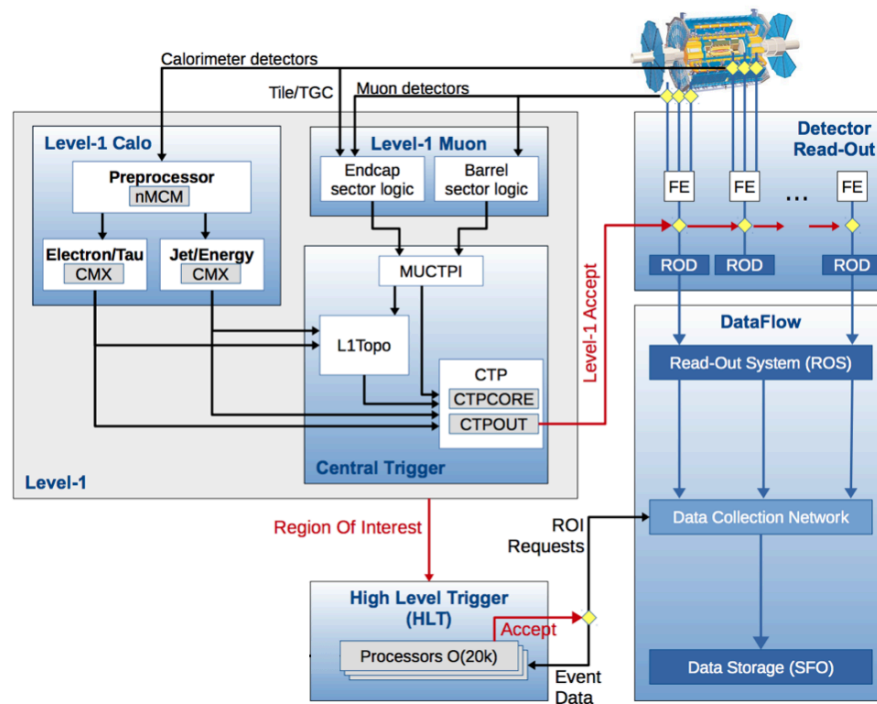 Calorimeter detectors
Tile/TGC
Muon detectors
Level-1 Calo
Preprocessor
nMCM
Electron/Tau
CMX
Jet/Energy
CMX
Level-1 Muon
Endcap
sector logic
Barrel
sector logic
MUCTPI
L1Topo
CTP
CTPCORE
CTPOUT
Central Trigger
Level-1
Level-1 Accept
Detector
Read-Out
FE
FE
...
FE
ROD
ROD
ROD
DataFlow
Read-Out System (ROS)
Data Collection Network
Data Storage (SFO)
Region Of Interest
ROI
Requests
High Level Trigger
(HLT)
Accept
Processors O(20k)
Event
Data